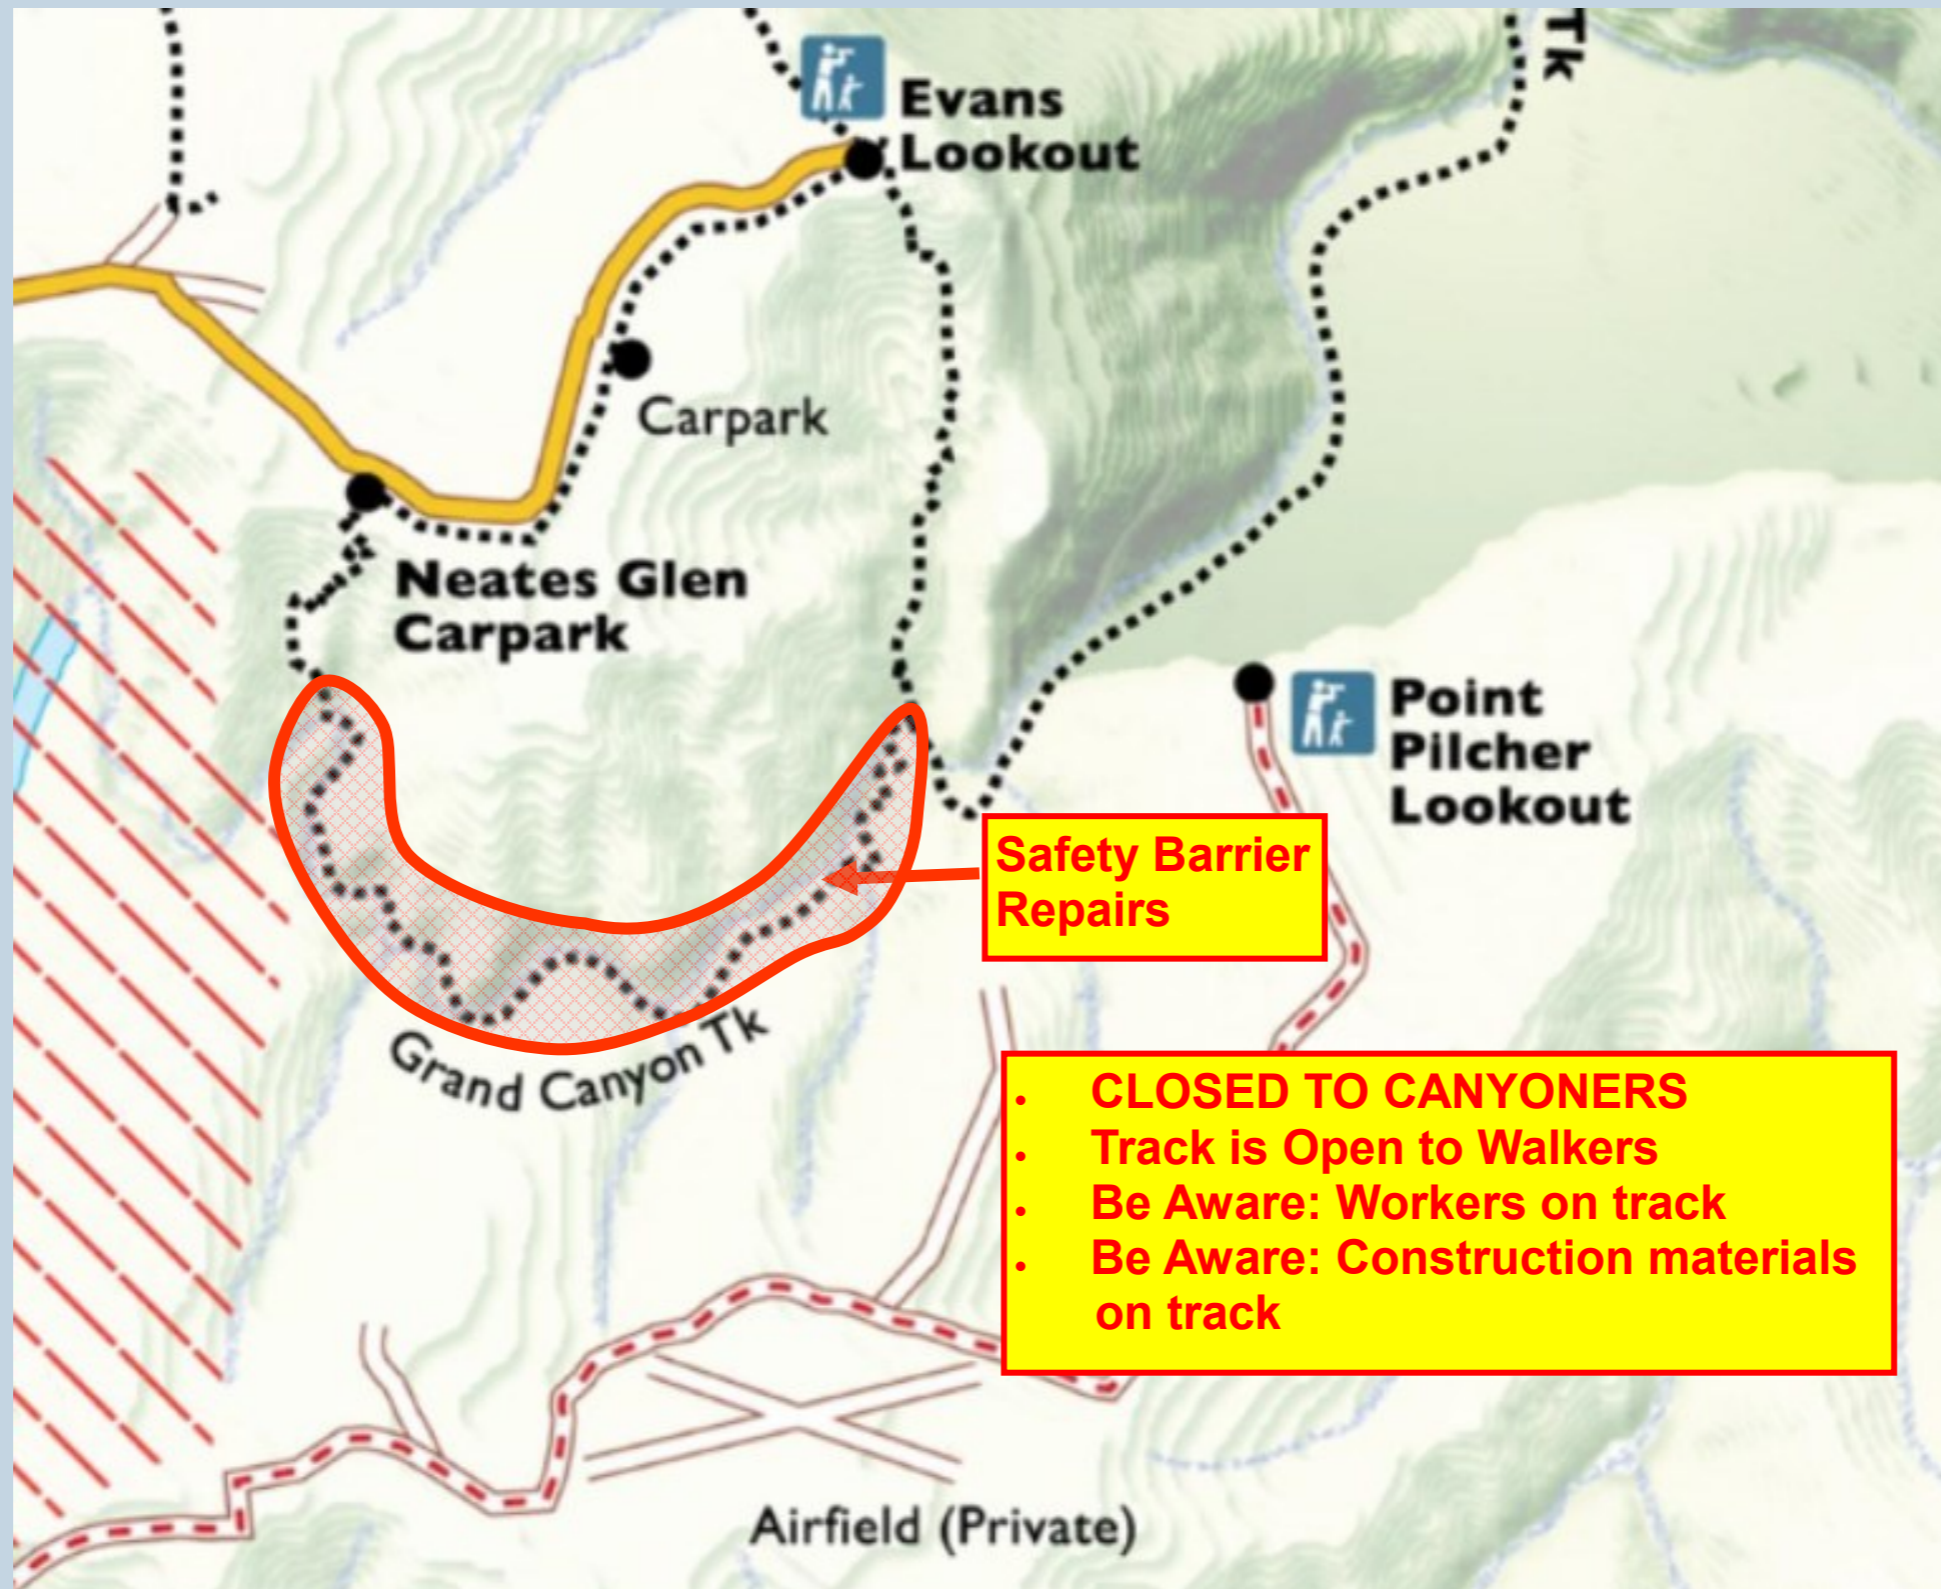 Tk
Evans
Lookout
Carpark
Neates Glen
Carpark
Point
Pilcher
Lookout
Safety Barrier
Repairs
Grand Canyon Tk
• CLOSED TO CANYONERS
• Track is Open to Walkers
• Be Aware: Workers on track
• Be Aware: Construction materials
on track
Airfield (Private)